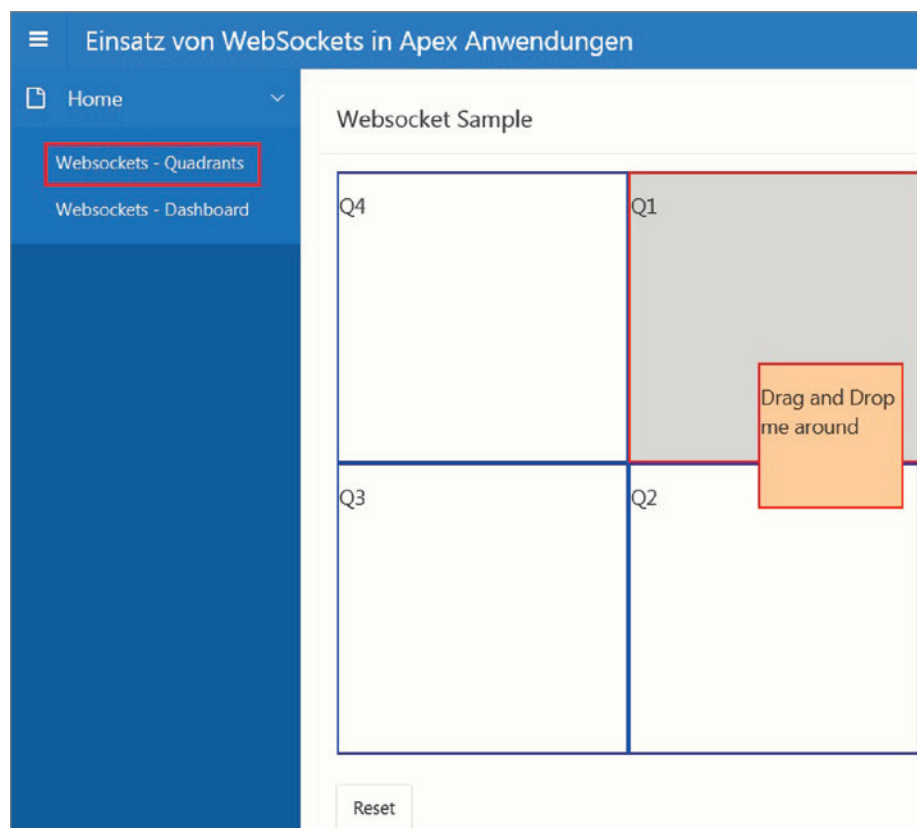 Einsatz von WebSockets in Apex Anwendungen
Home
Websockets - Quadrants
Websockets - Dashboard
Websocket Sample
Q4
Q1
Drag and Drop
me around
Q3
Q2
Reset